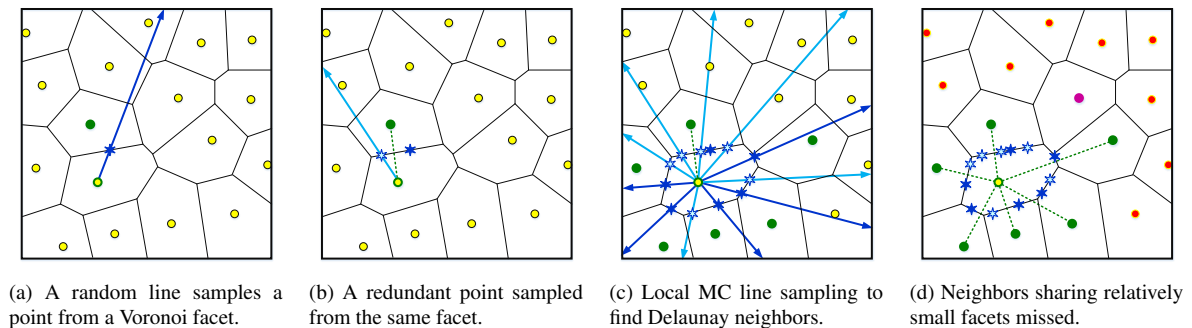 (a) A random line samples a
point from a Voronoi facet.
(b) A redundant point sampled
from the same facet.
(c) Local MC line sampling to
find Delaunay neighbors.
(d) Neighbors sharing relatively
small facets missed.